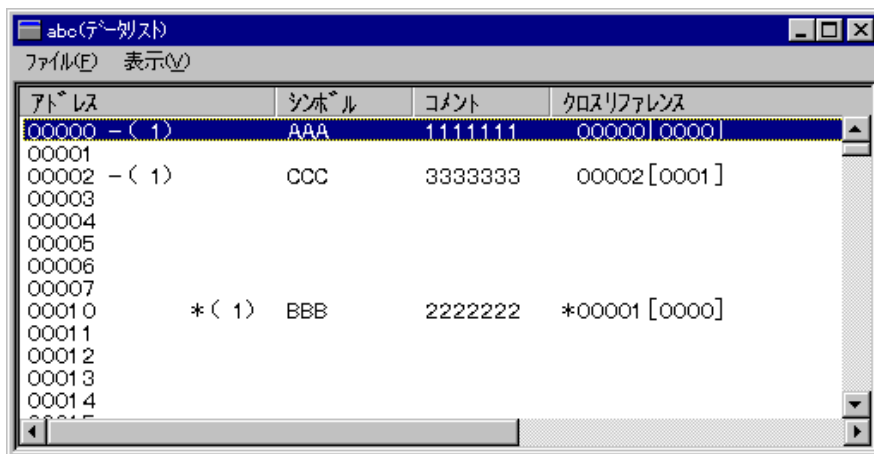 abc(ﾃﾞｰﾀﾘｽﾄ)
ﾌｧｲﾙ(F) 表示(V)
ｱﾄﾞﾚｽ ｼﾝﾎﾞﾙ ｺﾒﾝﾄ ｸﾛｽﾘﾌｧﾚﾝｽ
00000 -( 1) AAA 1111111 00000[0000]
00001
00002 -( 1) CCC 3333333 00002[0001]
00003
00004
00005
00006
00007
00010 *( 1) BBB 2222222 *00001[0000]
00011
00012
00013
00014